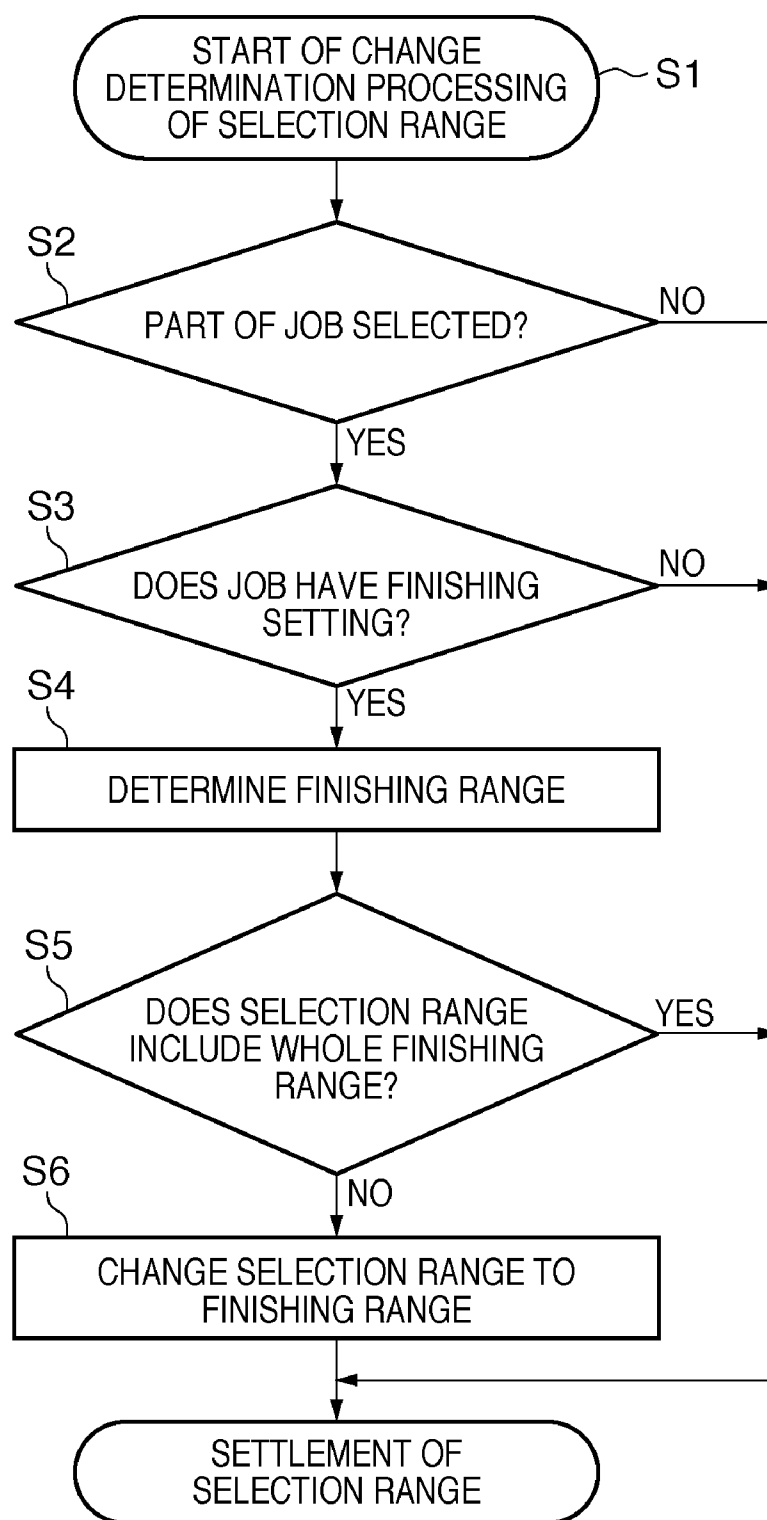 START OF CHANGE
DETERMINATION PROCESSING
OF SELECTION RANGE
S1
S2
PART OF JOB SELECTED?
NO
YES
S3
DOES JOB HAVE FINISHING
SETTING?
NO
YES
S4
DETERMINE FINISHING RANGE
S5
DOES SELECTION RANGE
INCLUDE WHOLE FINISHING
RANGE?
YES
NO
S6
CHANGE SELECTION RANGE TO
FINISHING RANGE
SETTLEMENT OF
SELECTION RANGE